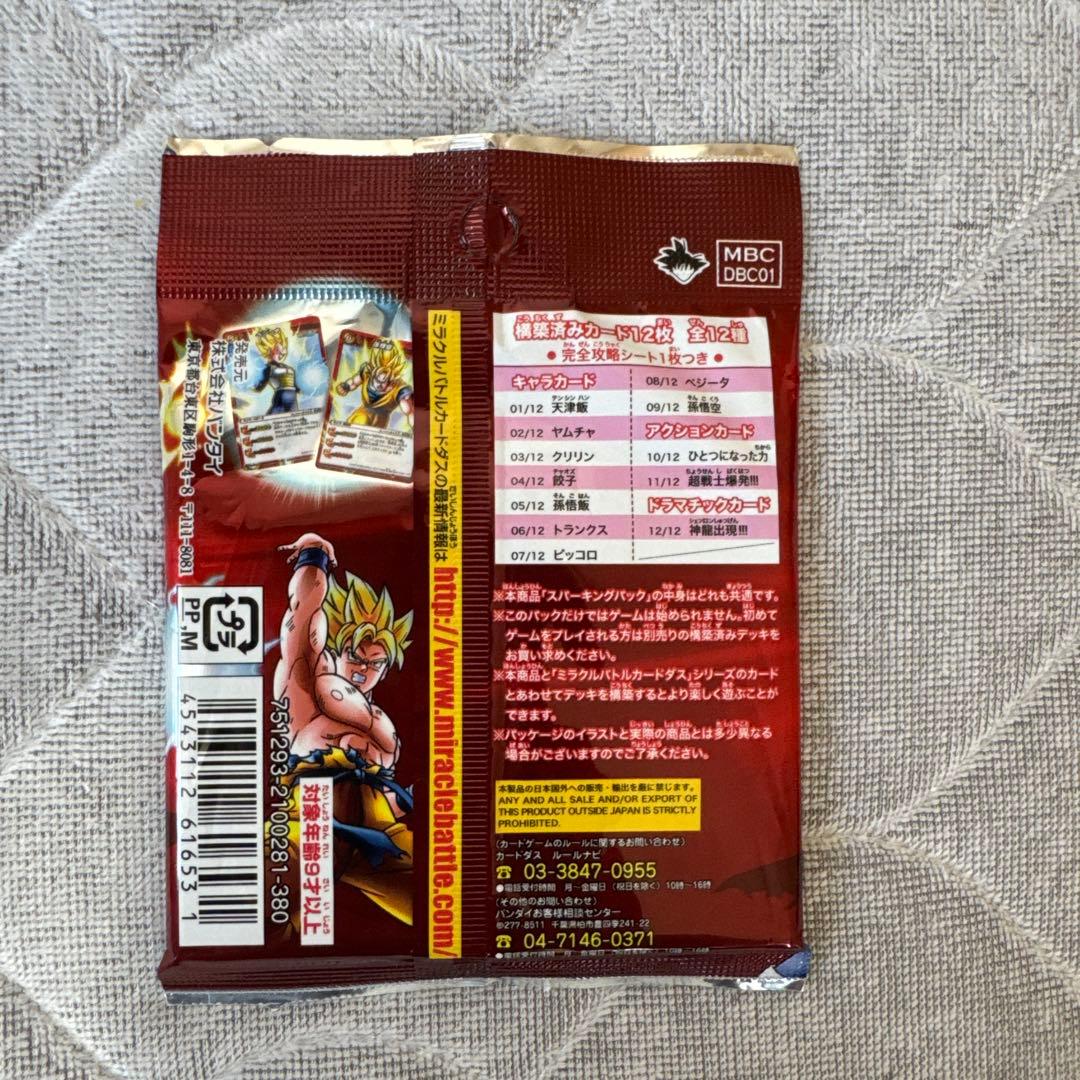 MBC
DBC01
構築済みカード12枚 全12種
●完全攻略シート1枚つき●
キャラカード
01/12 天津飯
02/12 ヤムチャ
03/12 クリリン
04/12 餃子
05/12 孫悟飯
06/12 トランクス
07/12 ピッコロ
08/12 ベジータ
09/12 孫悟空
アクションカード
10/12 ひとつになった力
11/12 超戦士爆発!!!
ドラマチックカード
12/12 神龍出現!!!
※本商品「スパーキングパック」の中身はどれも共通です。
※このパックだけではゲームは始められません。初めて
ゲームをプレイされる方は別売りの構築済みデッキを
お買い求めください。
※本商品と「ミラクルバトルカードダス」シリーズのカード
とあわせてデッキを構築するとより楽しく遊ぶことが
できます。
※パッケージのイラストと実際の商品とは多少異なる
場合がございますのでご了承ください。
本製品の日本国外への販売・輸出を厳に禁じます。
ANY AND ALL SALE AND/OR EXPORT OF
THIS PRODUCT OUTSIDE JAPAN IS STRICTLY
PROHIBITED.
(カードゲームのルールに関するお問い合わせ)
カードダス ルールナビ
☎ 03-3847-0955
●電話受付時間 月〜金曜日(祝日を除く)10時〜16時
(その他のお問い合わせ)
バンダイお客様相談センター
〒277-8511 千葉県柏市豊四季241-22
☎ 04-7146-0371
ミラクルバトルカードダスの最新情報は http://www.miraclebattle.com/
発売元
株式会社バンダイ
東京都台東区駒形1-4-8 〒111-8081
プラ
PP、M
751293-2100281-380
4543112 616531
対象年齢9才以上